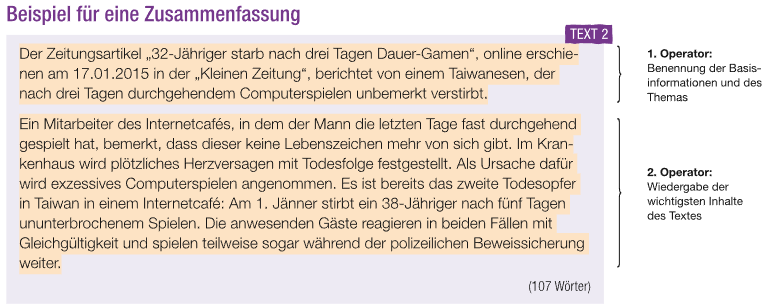 Beispiel für eine Zusammenfassung
TEXT 2
Der Zeitungsartikel „32-Jähriger starb nach drei Tagen Dauer-Gamen“, online erschie-
nen am 17.01.2015 in der „Kleinen Zeitung“, berichtet von einem Taiwanesen, der
nach drei Tagen durchgehendem Computerspielen unbemerkt verstirbt.
1. Operator:
Benennung der Basis-
informationen und des
Themas
Ein Mitarbeiter des Internetcafés, in dem der Mann die letzten Tage fast durchgehend
gespielt hat, bemerkt, dass dieser keine Lebenszeichen mehr von sich gibt. Im Kran-
kenhaus wird plötzliches Herzversagen mit Todesfolge festgestellt. Als Ursache dafür
wird exzessives Computerspielen angenommen. Es ist bereits das zweite Todesopfer
in Taiwan in einem Internetcafé: Am 1. Jänner stirbt ein 38-Jähriger nach fünf Tagen
ununterbrochenem Spielen. Die anwesenden Gäste reagieren in beiden Fällen mit
Gleichgültigkeit und spielen teilweise sogar während der polizeilichen Beweissicherung
weiter.
2. Operator:
Wiedergabe der
wichtigsten Inhalte
des Textes
(107 Wörter)